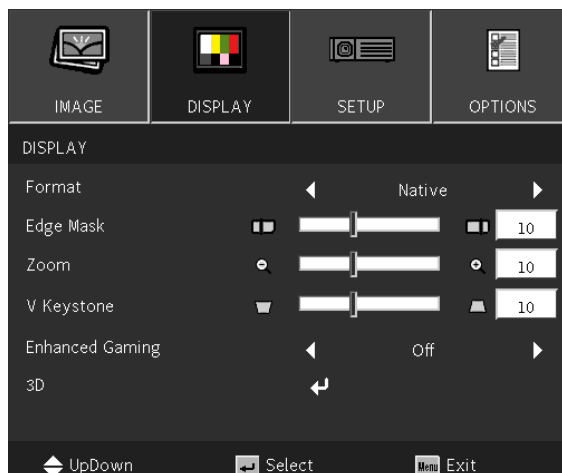 IMAGE DISPLAY SETUP OPTIONS
DISPLAY
Format Native
Edge Mask 10
Zoom 10
V Keystone 10
Enhanced Gaming Off
3D
UpDown Select Menu Exit